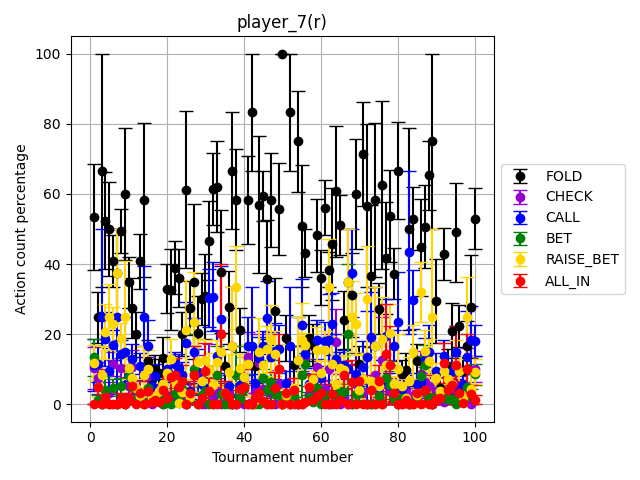 player_7(r)
Action count percentage
100
80
60
40
20
0
0 20 40 60 80 100
Tournament number
FOLD
CHECK
CALL
BET
RAISE_BET
ALL_IN